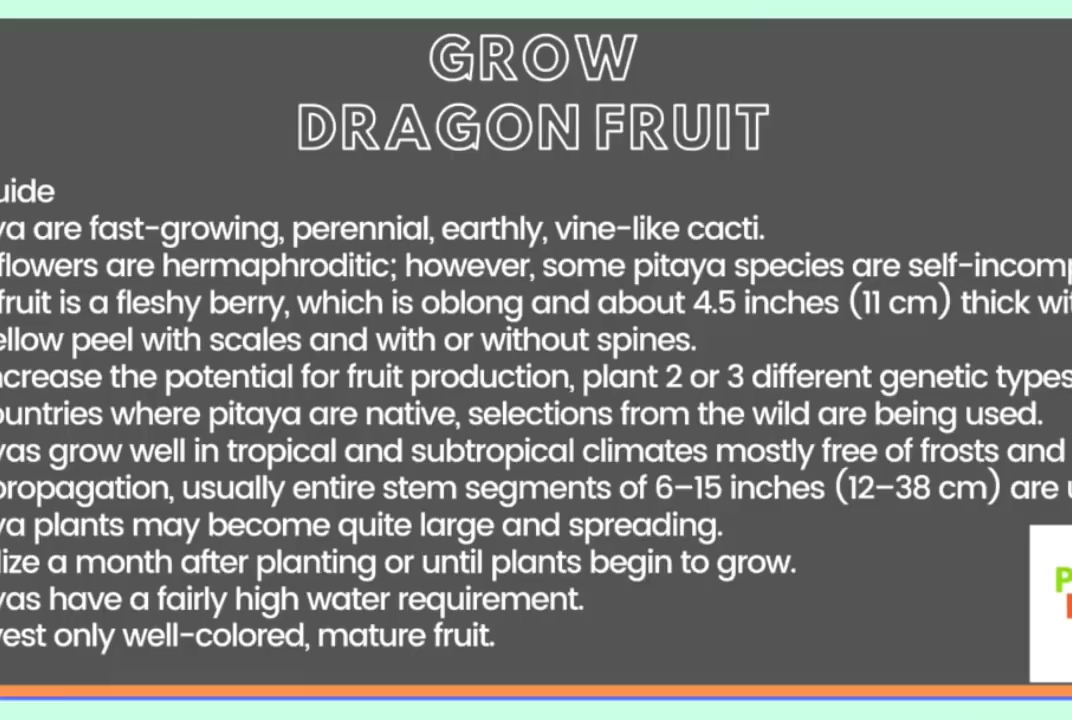 GROW
DRAGON FRUIT
uide
ya are fast-growing, perennial, earthly, vine-like cacti.
flowers are hermaphroditic; however, some pitaya species are self-incomp
fruit is a fleshy berry, which is oblong and about 4.5 inches (11 cm) thick wit
ellow peel with scales and with or without spines.
ncrease the potential for fruit production, plant 2 or 3 different genetic types
ountries where pitaya are native, selections from the wild are being used.
yas grow well in tropical and subtropical climates mostly free of frosts and
propagation, usually entire stem segments of 6–15 inches (12–38 cm) are u
ya plants may become quite large and spreading.
lize a month after planting or until plants begin to grow.
yas have a fairly high water requirement.
vest only well-colored, mature fruit.
P